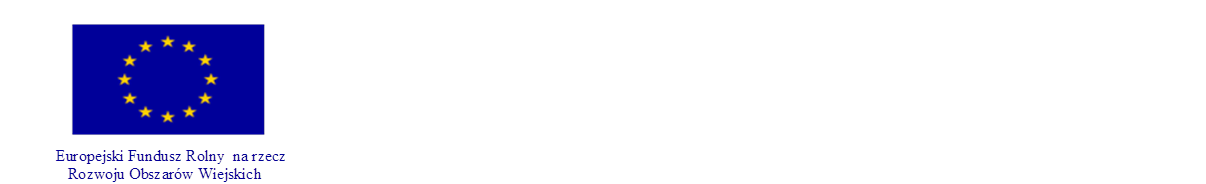 Europejski Fundusz Rolny na rzecz
Rozwoju Obszarów Wiejskich